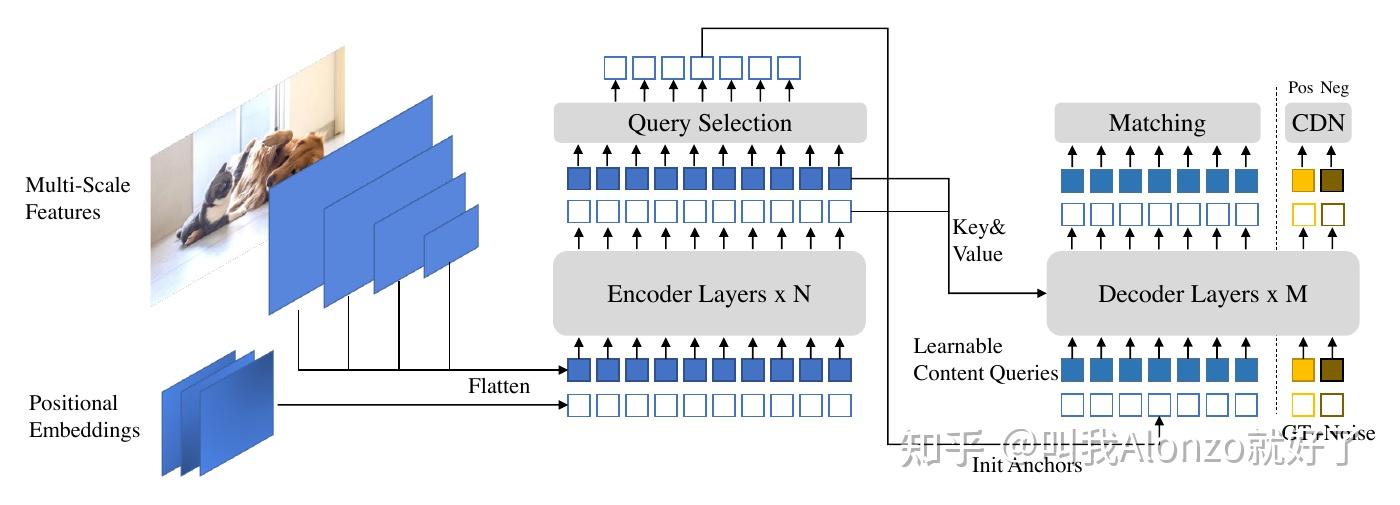 Multi-Scale
Features
Positional
Embeddings
Flatten
Query Selection
Encoder Layers x N
Key&
Value
Learnable
Content Queries
Init Anchors
Matching
Decoder Layers x M
Pos Neg
CDN
GT+Noise
知乎 @叫我Alonzo就好了